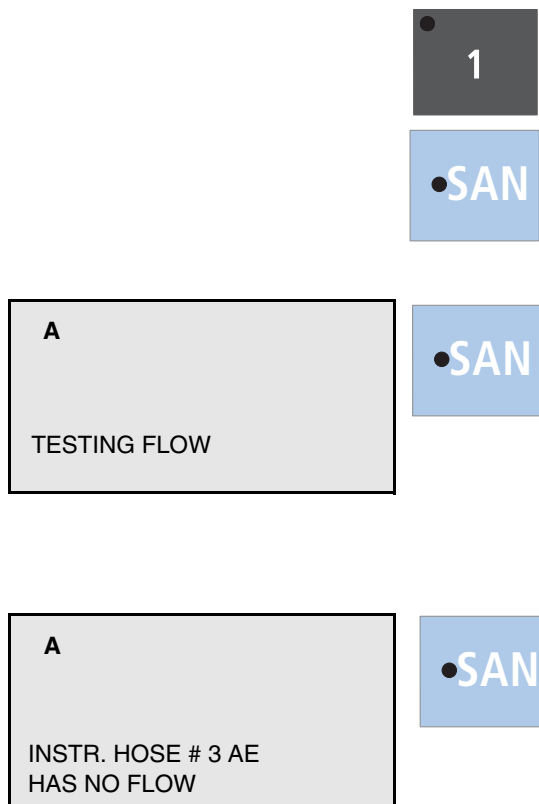 1
SAN
A
SAN
TESTING FLOW
A
SAN
INSTR. HOSE # 3 AE
HAS NO FLOW